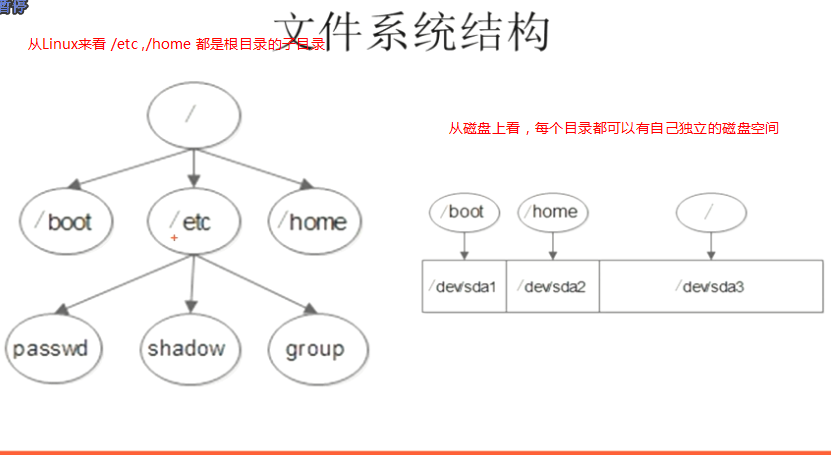 暂停
文件系统结构
从Linux来看 /etc ,/home 都是根目录的子目录
从磁盘上看，每个目录都可以有自己独立的磁盘空间
/
/boot
/etc
/home
passwd
shadow
group
/boot
/home
/
/dev/sda1
/dev/sda2
/dev/sda3